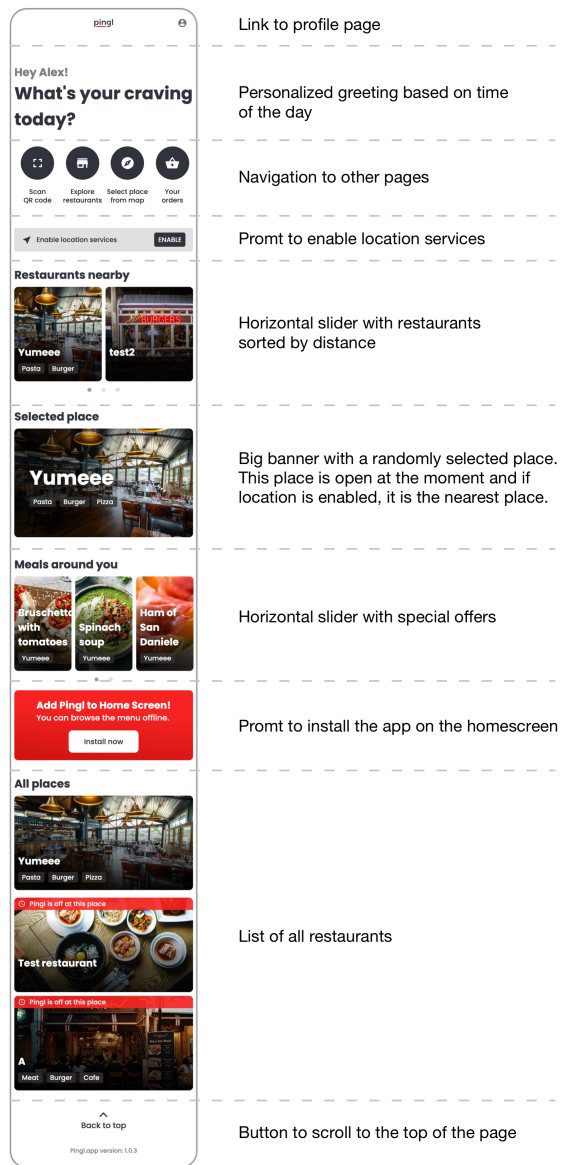 pingl
Link to profile page
Hey Alex!
What's your craving
today?
Personalized greeting based on time
of the day
Scan
QR code
Explore
restaurants
Select place
from map
Your
orders
Navigation to other pages
Enable location services
ENABLE
Promt to enable location services
Restaurants nearby
BURGERS
Yumeee
Pasta
Burger
test2
Horizontal slider with restaurants
sorted by distance
Selected place
Yumeee
Pasta
Burger
Pizza
Big banner with a randomly selected place.
This place is open at the moment and if
location is enabled, it is the nearest place.
Meals around you
Bruschetta
with
tomatoes
Yumeee
Spinach
soup
Yumeee
Ham of
San
Daniele
Yumeee
Horizontal slider with special offers
Add Pingl to Home Screen!
You can browse the menu offline.
Install now
Promt to install the app on the homescreen
All places
Yumeee
Pasta
Burger
Pizza
Pingl is off at this place
Test restaurant
List of all restaurants
Pingl is off at this place
A
Meat
Burger
Cafe
Back to top
Button to scroll to the top of the page
Pingl.app version: 1.0.3